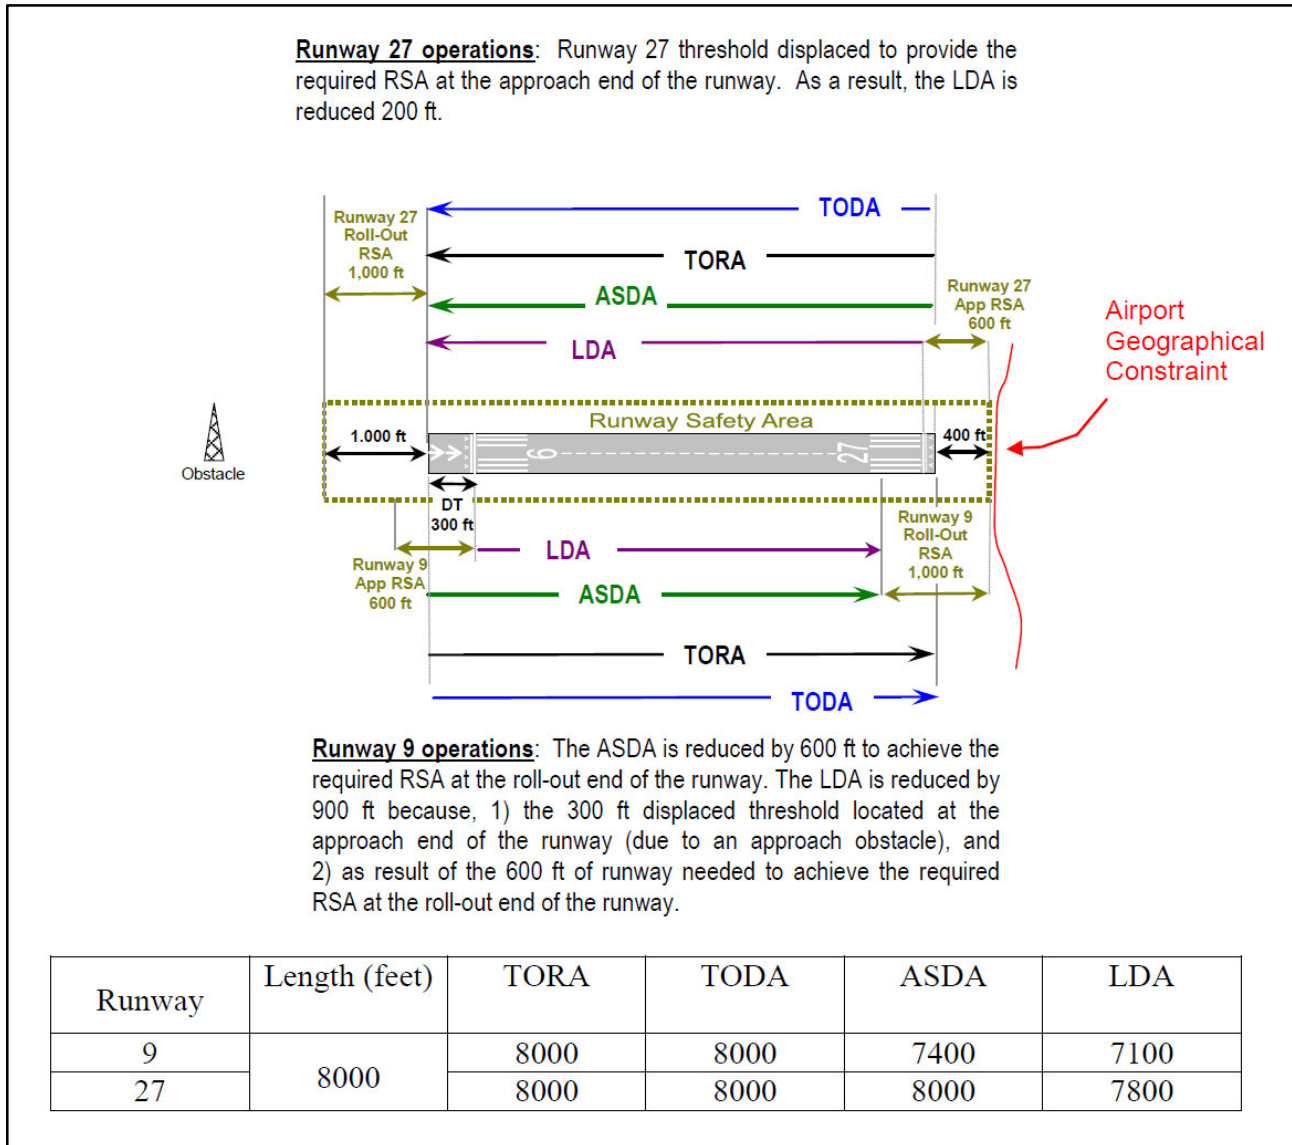 Runway 27 operations: Runway 27 threshold displaced to provide the
required RSA at the approach end of the runway. As a result, the LDA is
reduced 200 ft.
TODA
Runway 27
Roll-Out
RSA
1,000 ft
TORA
ASDA
Runway 27
App RSA
600 ft
LDA
Airport
Geographical
Constraint
Runway Safety Area
1.000 ft
9
27
400 ft
Obstacle
DT
300 ft
Runway 9
Roll-Out
RSA
1,000 ft
LDA
Runway 9
App RSA
600 ft
ASDA
TORA
TODA
Runway 9 operations: The ASDA is reduced by 600 ft to achieve the
required RSA at the roll-out end of the runway. The LDA is reduced by
900 ft because, 1) the 300 ft displaced threshold located at the
approach end of the runway (due to an approach obstacle), and
2) as result of the 600 ft of runway needed to achieve the required
RSA at the roll-out end of the runway.
Runway Length (feet) TORA TODA ASDA LDA
9 8000 8000 8000 7400 7100
27 8000 8000 8000 7800